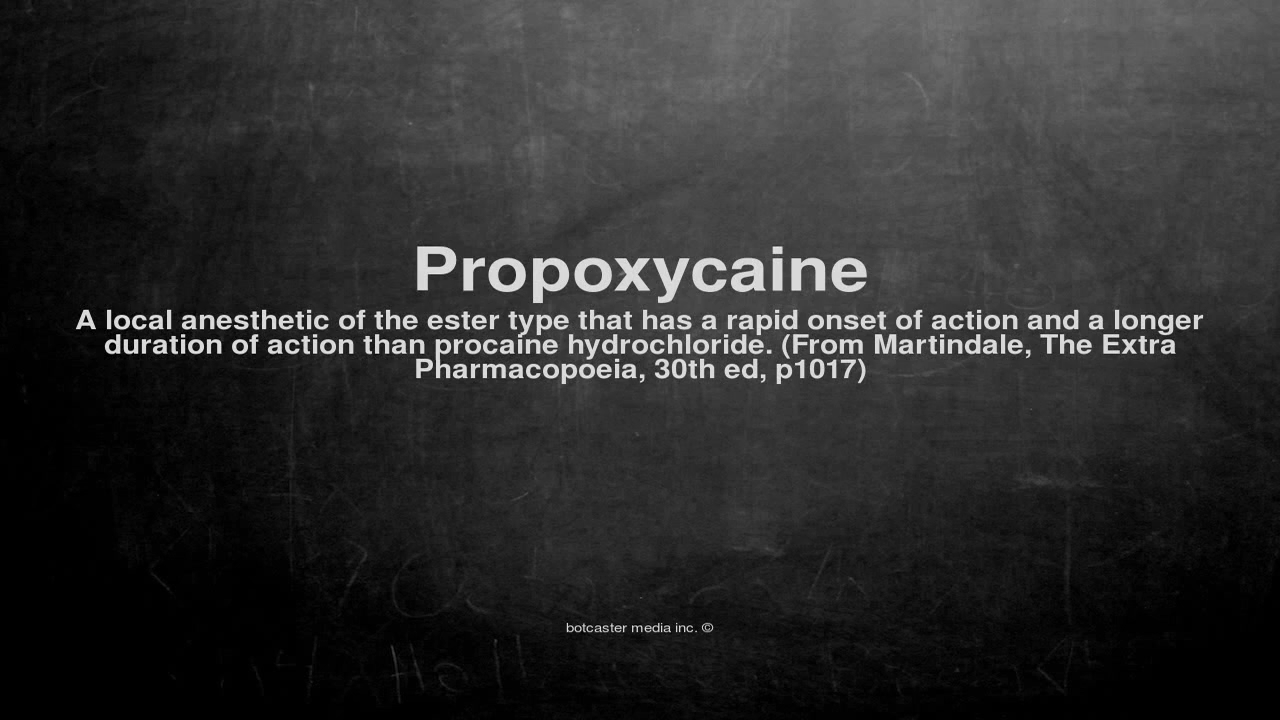 Propoxycaine
A local anesthetic of the ester type that has a rapid onset of action and a longer
duration of action than procaine hydrochloride. (From Martindale, The Extra
Pharmacopoeia, 30th ed, p1017)
botcaster media inc. ©